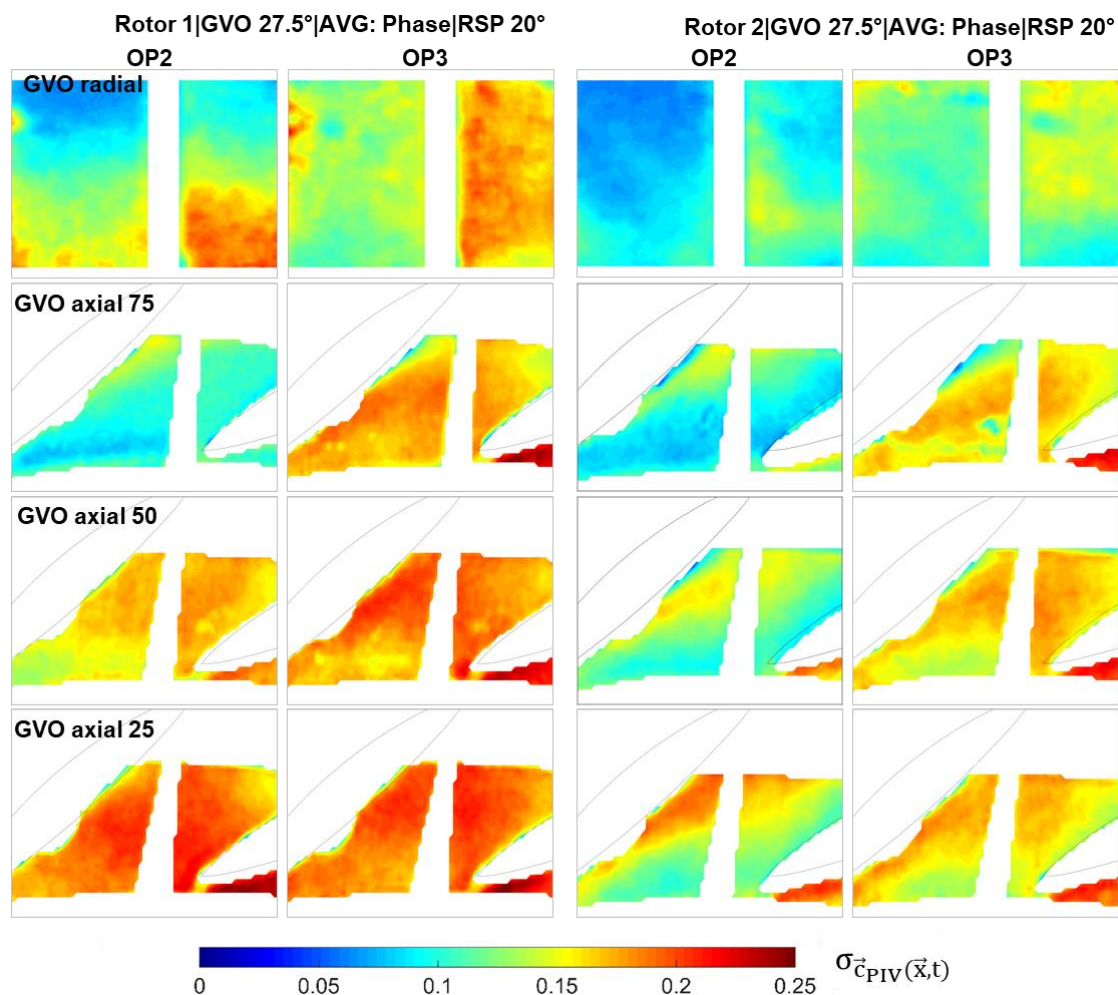 Rotor 1|GVO 27.5°|AVG: Phase|RSP 20°
Rotor 2|GVO 27.5°|AVG: Phase|RSP 20°
OP2
OP3
OP2
OP3
GVO radial
GVO axial 75
GVO axial 50
GVO axial 25
0
0.05
0.1
0.15
0.2
0.25
σc⃗PIV(x⃗,t)